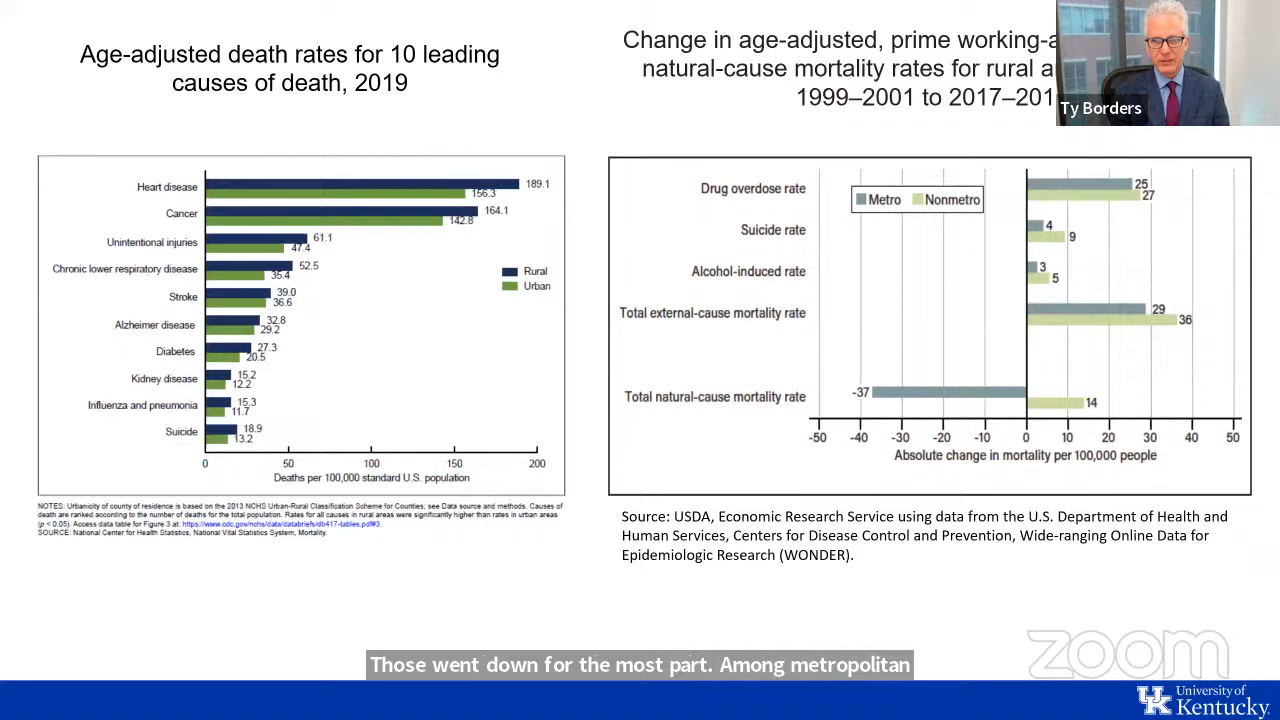 Age-adjusted death rates for 10 leading
causes of death, 2019
Change in age-adjusted, prime working-a
natural-cause mortality rates for rural a
1999–2001 to 2017–201
Ty Borders
Heart disease 189.1
156.3
Cancer 164.1
142.8
Unintentional injuries 61.1
47.4
Chronic lower respiratory disease 52.5
35.4
Stroke 39.0
36.6
Alzheimer disease 32.8
29.2
Diabetes 27.3
20.5
Kidney disease 15.2
12.2
Influenza and pneumonia 15.3
11.7
Suicide 18.9
13.2
Rural
Urban
0 50 100 150 200
Deaths per 100,000 standard U.S. population
NOTES: Urbanicity of county of residence is based on the 2013 NCHS Urban-Rural Classification Scheme for Counties; see Data source and methods. Causes of
death are ranked according to the number of deaths for the total population. Rates for all causes in rural areas were significantly higher than rates in urban areas
(p < 0.05). Access data table for Figure 3 at: https://www.cdc.gov/nchs/data/databriefs/db417-tables.pdf#3.
SOURCE: National Center for Health Statistics, National Vital Statistics System, Mortality.
Metro Nonmetro
Drug overdose rate 25
27
Suicide rate 4
9
Alcohol-induced rate 3
5
Total external-cause mortality rate 29
36
Total natural-cause mortality rate -37
14
-50 -40 -30 -20 -10 0 10 20 30 40 50
Absolute change in mortality per 100,000 people
Source: USDA, Economic Research Service using data from the U.S. Department of Health and
Human Services, Centers for Disease Control and Prevention, Wide-ranging Online Data for
Epidemiologic Research (WONDER).
zoom
Those went down for the most part. Among metropolitan
UK University of
Kentucky